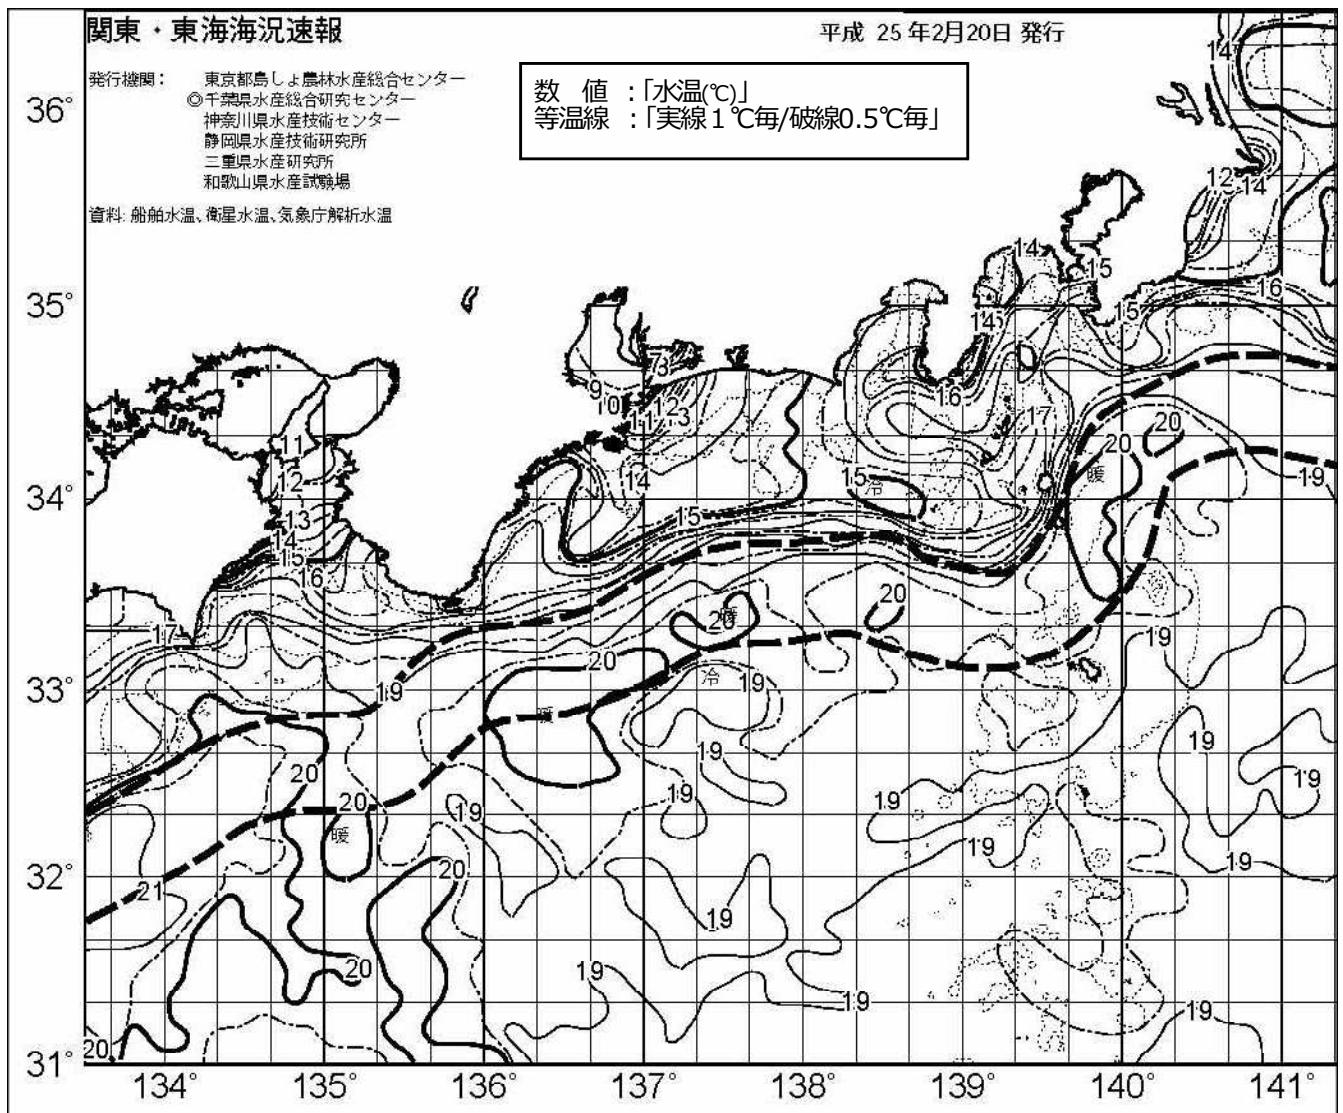 関東・東海海況速報
平成 25年2月20日 発行
発行機関： 東京都島しょ農林水産総合センター
◎千葉県水産総合研究センター
神奈川県水産技術センター
静岡県水産技術研究所
三重県水産研究所
和歌山県水産試験場
資料: 船舶水温、衛星水温、気象庁解析水温
数 値 ：「水温(℃)」
等温線 ：「実線1℃毎/破線0.5℃毎」
14
36°
12 14
14 15
35° 16
14 15
7
3
9 16
10 12 17 20
11 13 20
11
暖
12 14 15 冷 19
34°
13 15
14
15
16 20
20 暖
17 19
20
33° 19 冷 19
暖
19 19
20 19
20 19 19
暖
19 19
32° 20
21
19
20 19
19
19
20
31°
134° 135° 136° 137° 138° 139° 140° 141°